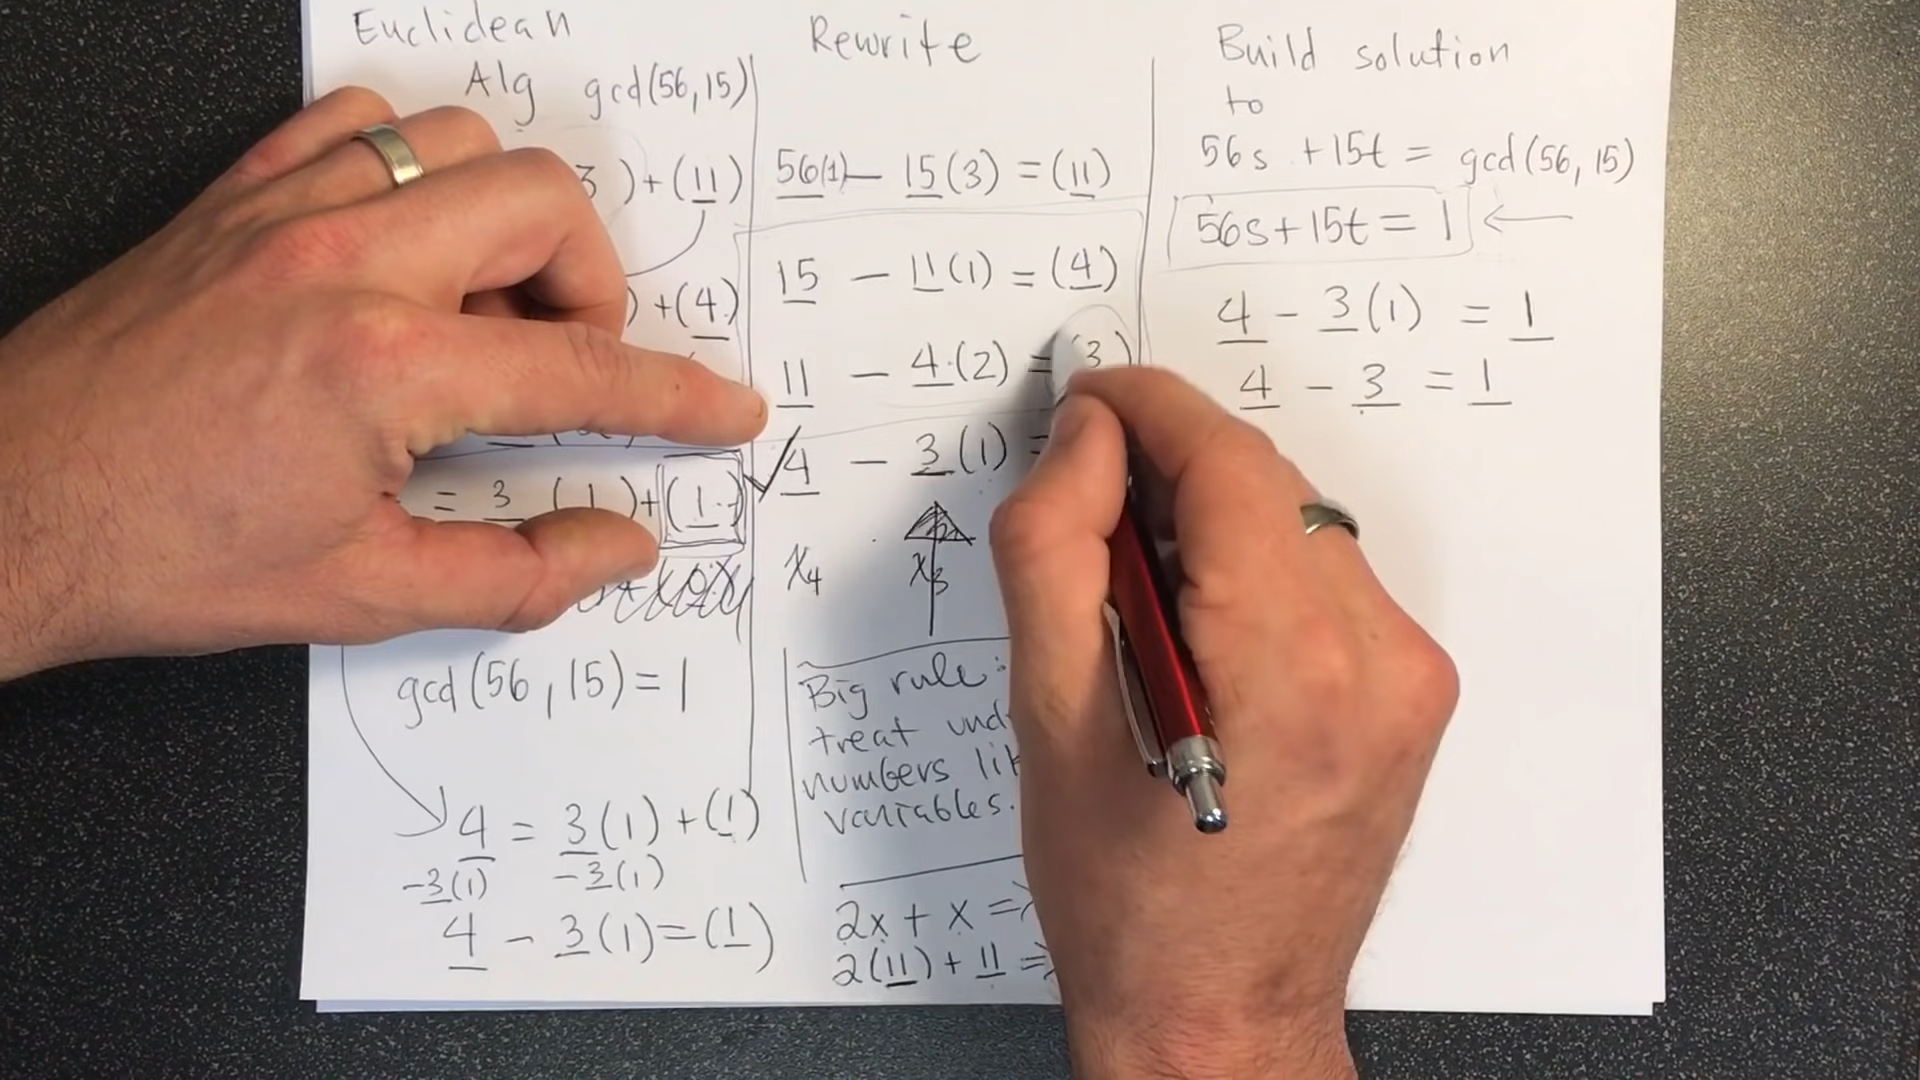 Euclidean
Alg gcd(56,15)
3 )+(11)
)+(4)
= 3 (1)+(1)
gcd(56,15)=1
4 = 3(1)+(1)
-3(1) -3(1)
4 - 3(1)=(1)
Rewrite
56(1) - 15(3) = (11)
15 - 11(1) = (4)
11 - 4(2) = (3
4 - 3(1) =
x4 x3
Big rule:
treat
numbers
variables.
2x + x =>
2(11) + 11 =>
Build solution
to
56s + 15t = gcd(56,15)
56s+15t = 1 ←
4 - 3(1) = 1
4 - 3 = 1